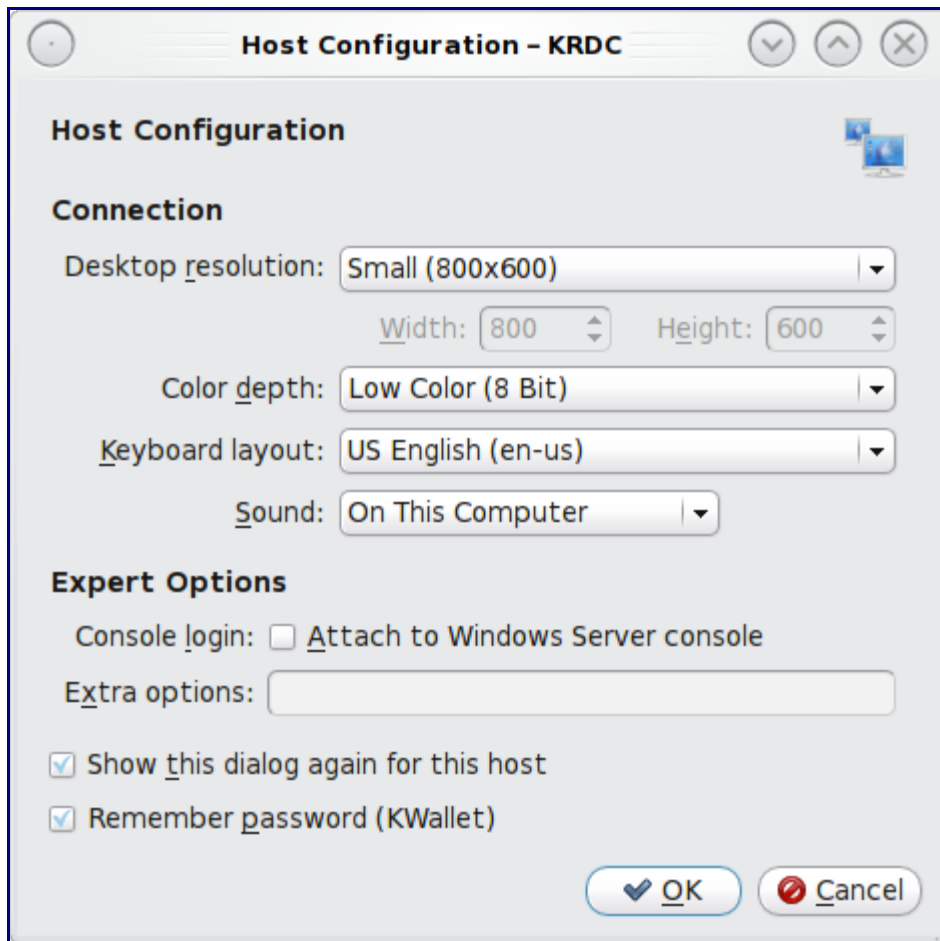 Host Configuration – KRDC
Host Configuration
Connection
Desktop resolution: Small (800x600)
Width: 800 Height: 600
Color depth: Low Color (8 Bit)
Keyboard layout: US English (en-us)
Sound: On This Computer
Expert Options
Console login: Attach to Windows Server console
Extra options:
Show this dialog again for this host
Remember password (KWallet)
OK Cancel